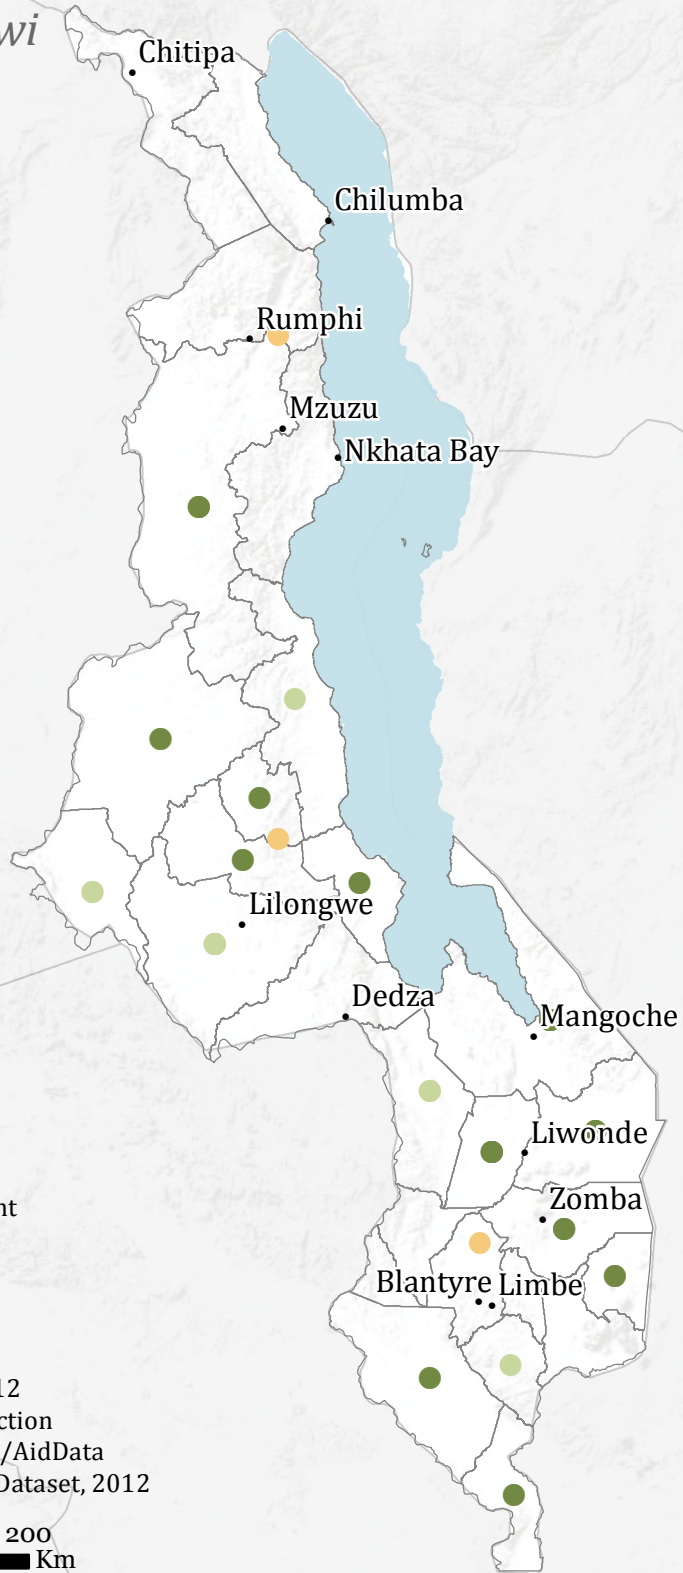 wi
Chitipa
Chilumba
Rumphi
Mzuzu
Nkhata Bay
Lilongwe
Dedza
Mangoche
Liwonde
Zomba
Blantyre
Limbe
nt
12
ction
/AidData
Dataset, 2012
200
Km